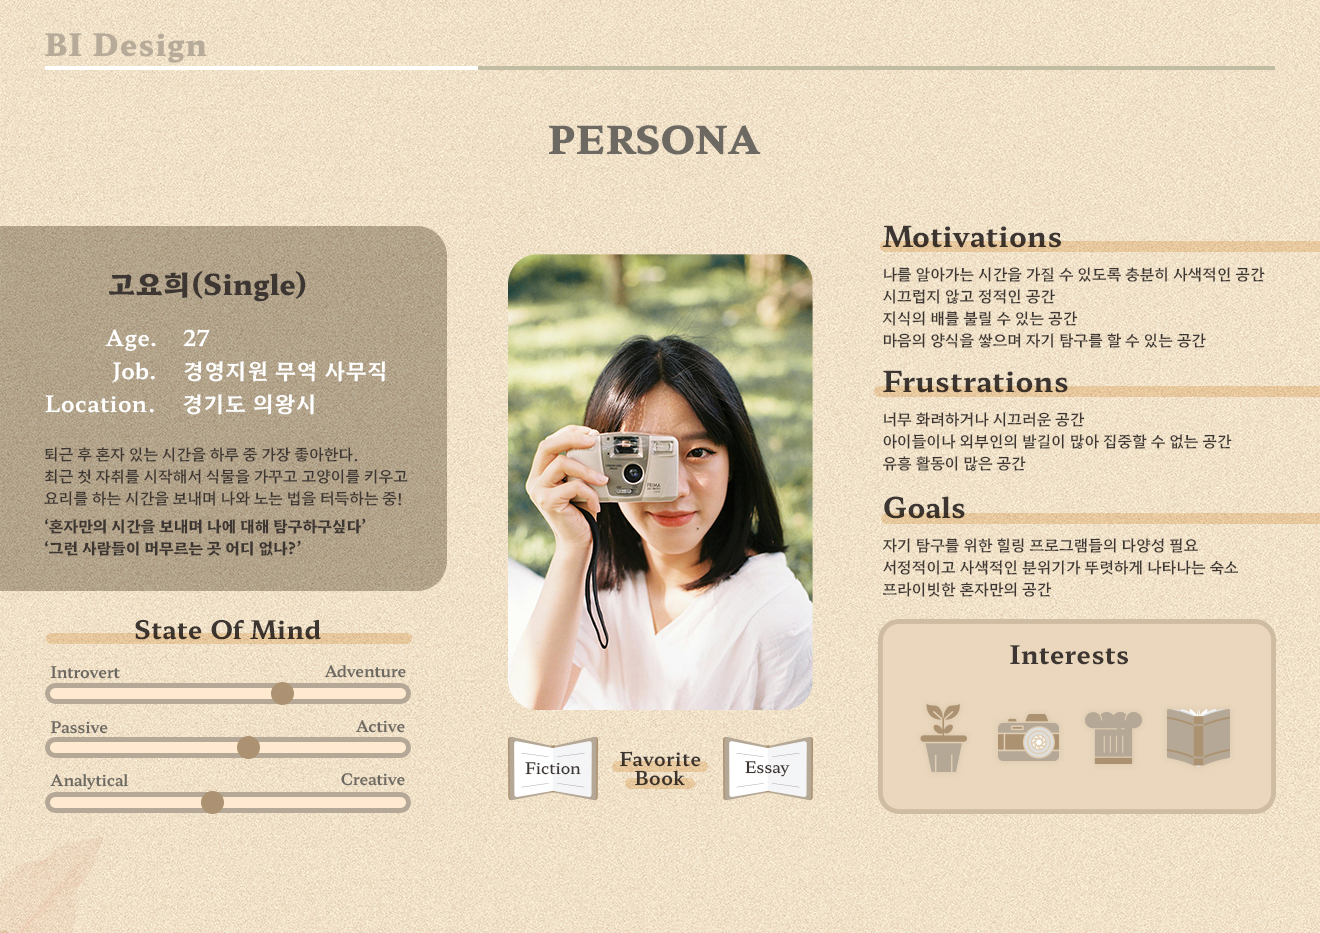 BI Design
PERSONA
고요희(Single)
Age. 27
Job. 경영지원 무역 사무직
Location. 경기도 의왕시
퇴근 후 혼자 있는 시간을 하루 중 가장 좋아한다.
최근 첫 자취를 시작해서 식물을 가꾸고 고양이를 키우고
요리를 하는 시간을 보내며 나와 노는 법을 터득하는 중!
‘혼자만의 시간을 보내며 나에 대해 탐구하구싶다’
‘그런 사람들이 머무르는 곳 어디 없나?’
State Of Mind
Introvert Adventure
Passive Active
Analytical Creative
Fiction
Favorite
Book
Essay
Motivations
나를 알아가는 시간을 가질 수 있도록 충분히 사색적인 공간
시끄럽지 않고 정적인 공간
지식의 배를 불릴 수 있는 공간
마음의 양식을 쌓으며 자기 탐구를 할 수 있는 공간
Frustrations
너무 화려하거나 시끄러운 공간
아이들이나 외부인의 발길이 많아 집중할 수 없는 공간
유흥 활동이 많은 공간
Goals
자기 탐구를 위한 힐링 프로그램들의 다양성 필요
서정적이고 사색적인 분위기가 뚜렷하게 나타나는 숙소
프라이빗한 혼자만의 공간
Interests